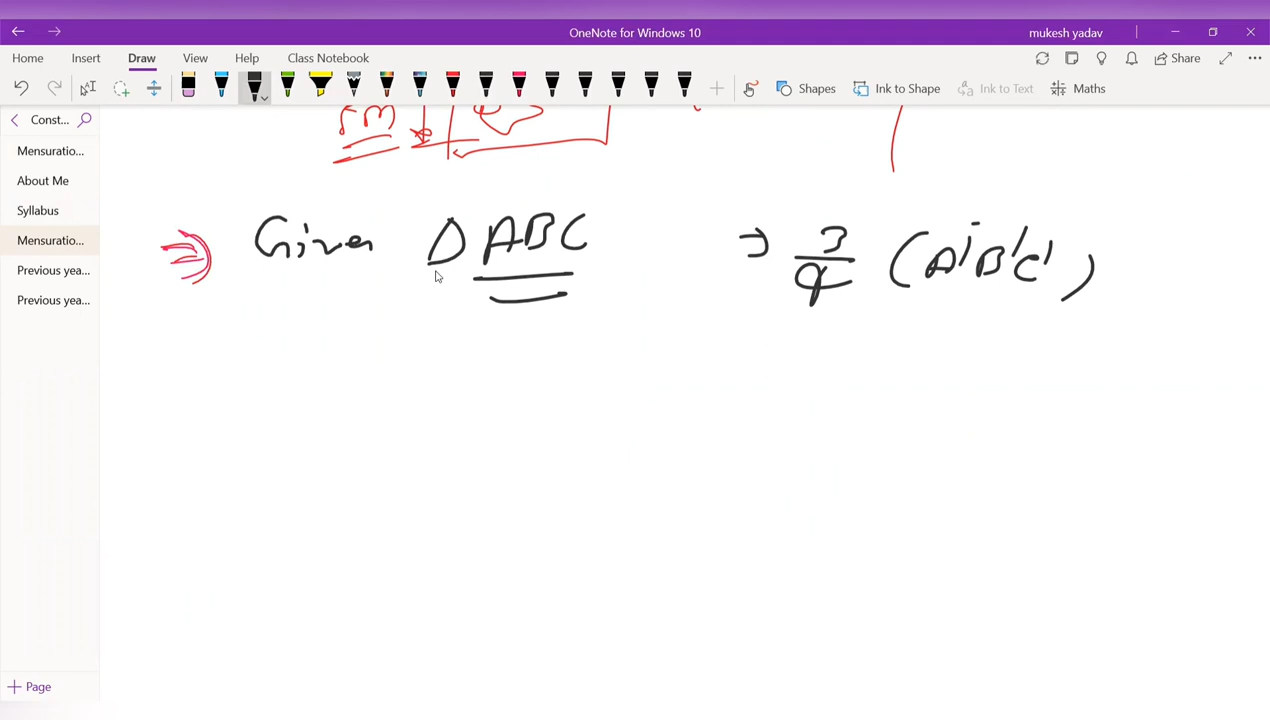 OneNote for Windows 10
mukesh yadav
Home Insert Draw View Help Class Notebook
Share
Shapes Ink to Shape Ink to Text Maths
Const...
Mensuratio...
About Me
Syllabus
Mensuratio...
Previous yea...
Previous yea...
⇒ Given Δ ABC ⇒ 3/4 (A'B'C')
+ Page